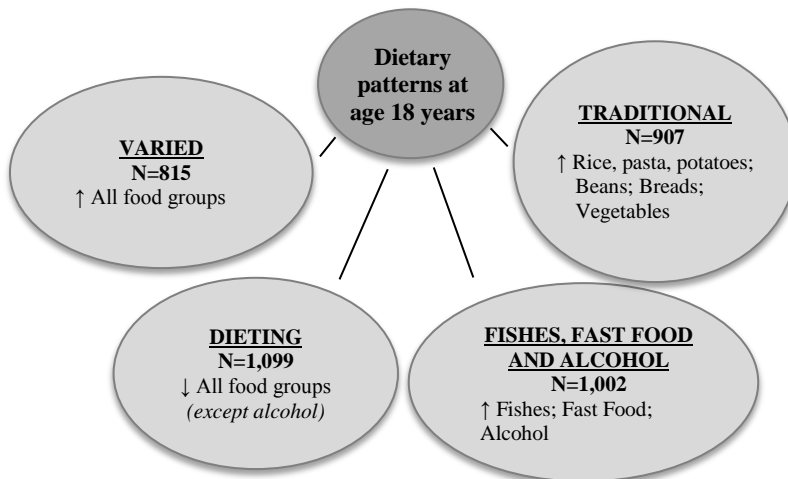 Dietary
patterns at
age 18 years
VARIED
N=815
↑ All food groups
TRADITIONAL
N=907
↑ Rice, pasta, potatoes;
Beans; Breads;
Vegetables
DIETING
N=1,099
↓ All food groups
(except alcohol)
FISHES, FAST FOOD
AND ALCOHOL
N=1,002
↑ Fishes; Fast Food;
Alcohol